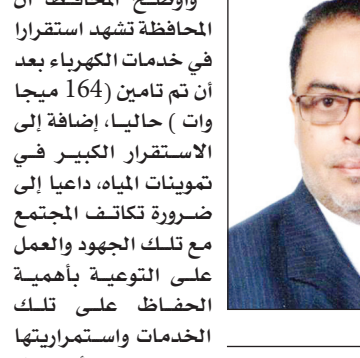 وأوضح المحافظ أن
المحافظة تشهد استقرارا
في خدمات الكهرباء بعد
أن تم تامين (164 ميجا
وات ) حاليا، إضافة إلى
الاستقرار الكبير في
تموينات المياه، داعيا إلى
ضرورة تكاتف المجتمع
مع تلك الجهود والعمل
على التوعية بأهمية
الحفاظ على تلك
الخدمات واستمراريتها